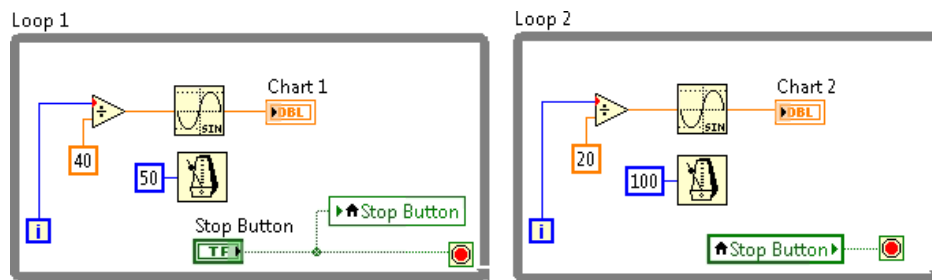 Loop 1
Chart 1
DBL
SIN
40
50
i
Stop Button
Stop Button
TF
Loop 2
Chart 2
DBL
SIN
20
100
i
Stop Button